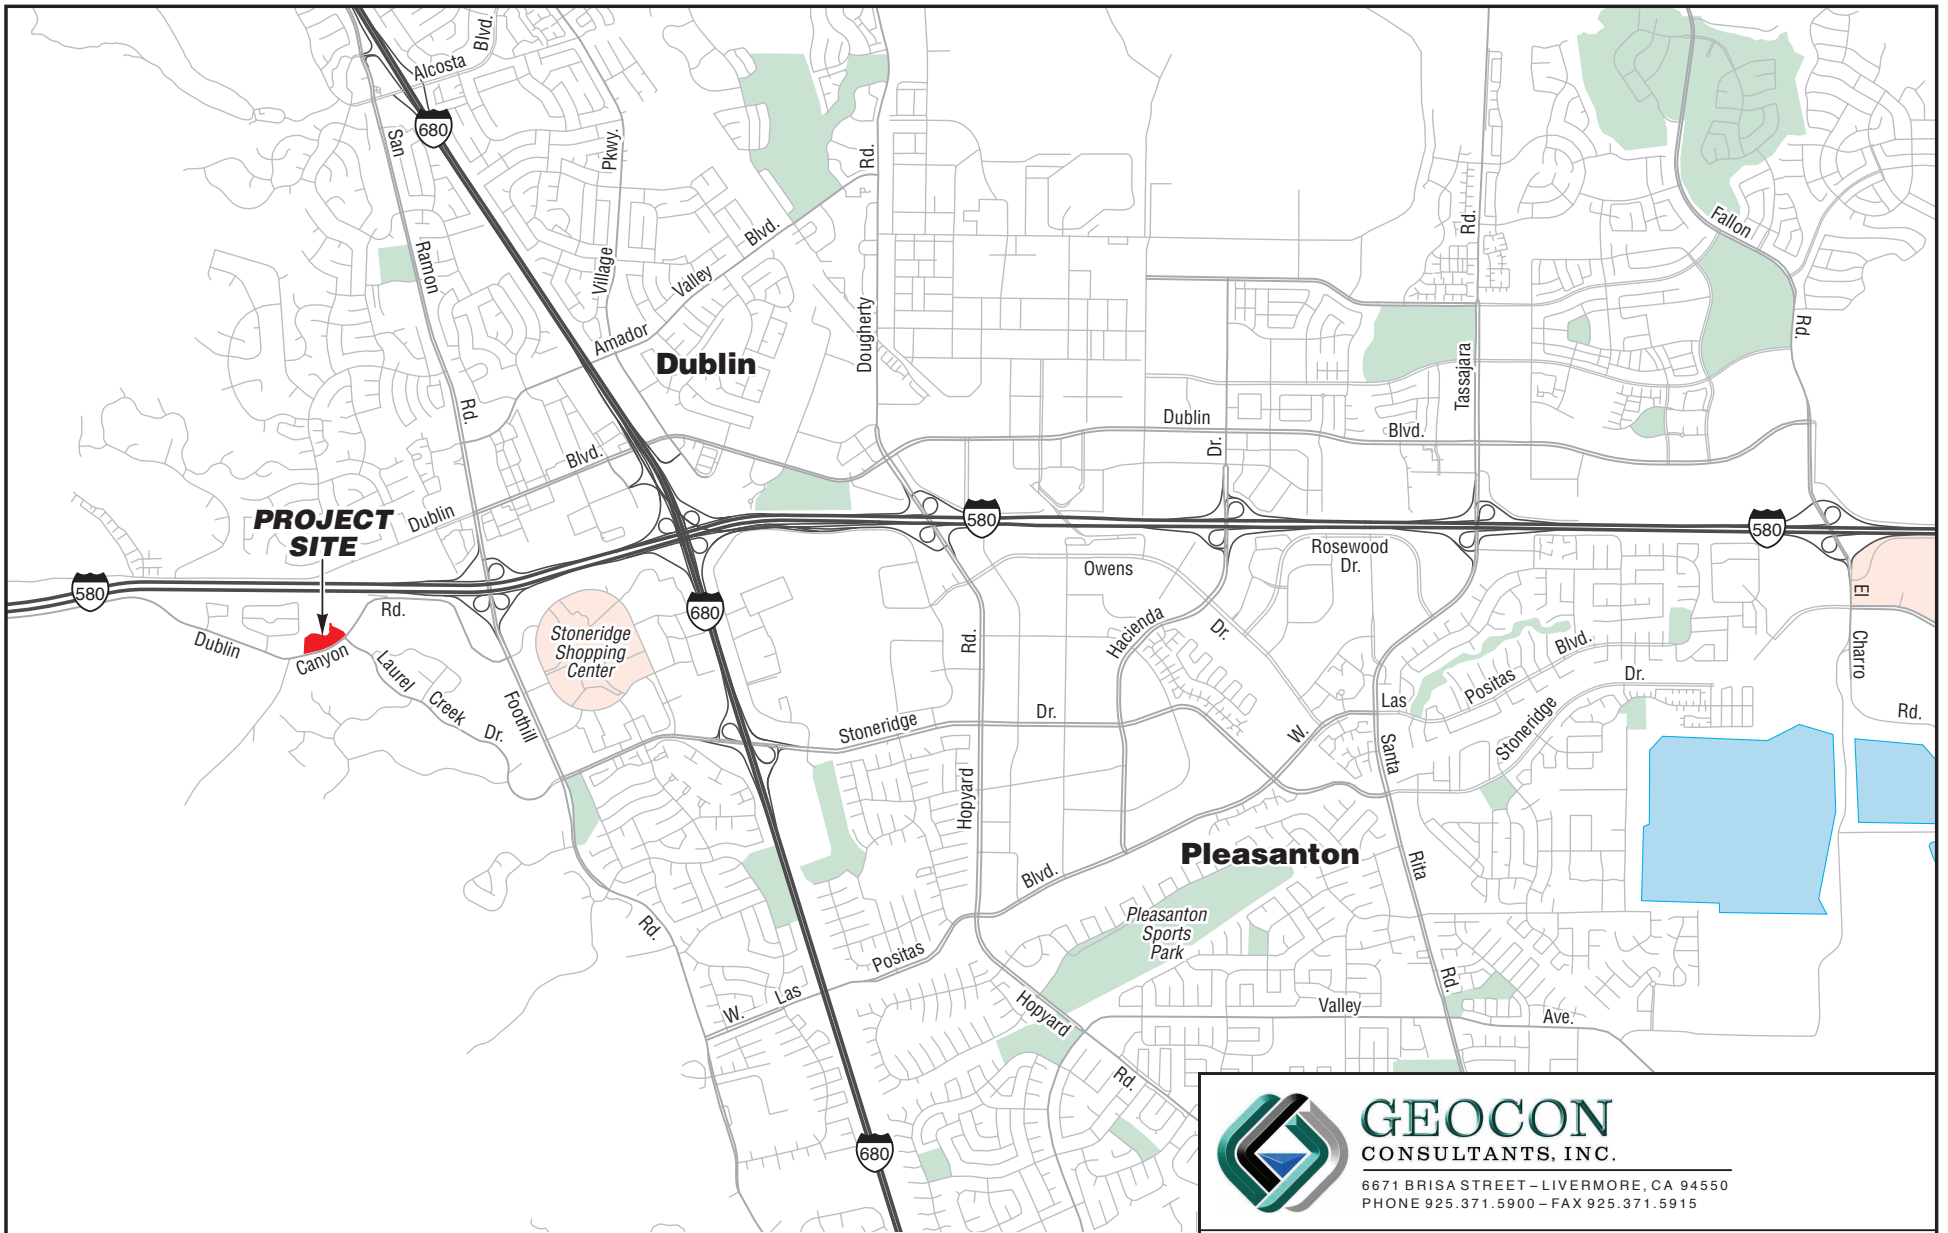 Alcosta
Blvd.
680
San
Ramon
Rd.
Pkwy.
Village
Rd.
Dougherty
Blvd.
Valley
Amador
Dublin
Rd.
Tassajara
Fallon
Rd.
Dublin
Blvd.
Dr.
Blvd.
Dublin
PROJECT
SITE
580
580
580
680
Rd.
Dublin
Canyon
Laurel
Creek
Dr.
Foothill
Rd.
Stoneridge
Shopping
Center
Owens
Dr.
Rosewood
Dr.
Hacienda
Rd.
Hopyard
Stoneridge
Dr.
W.
Las
Positas
Blvd.
Stoneridge
Dr.
Santa
Rita
Rd.
El
Charro
Rd.
Pleasanton
Blvd.
Positas
Las
W.
Pleasanton
Sports
Park
Hopyard
Rd.
Valley
Ave.
680
GEOCON
CONSULTANTS, INC.
6671 BRISA STREET – LIVERMORE, CA 94550
PHONE 925.371.5900 – FAX 925.371.5915